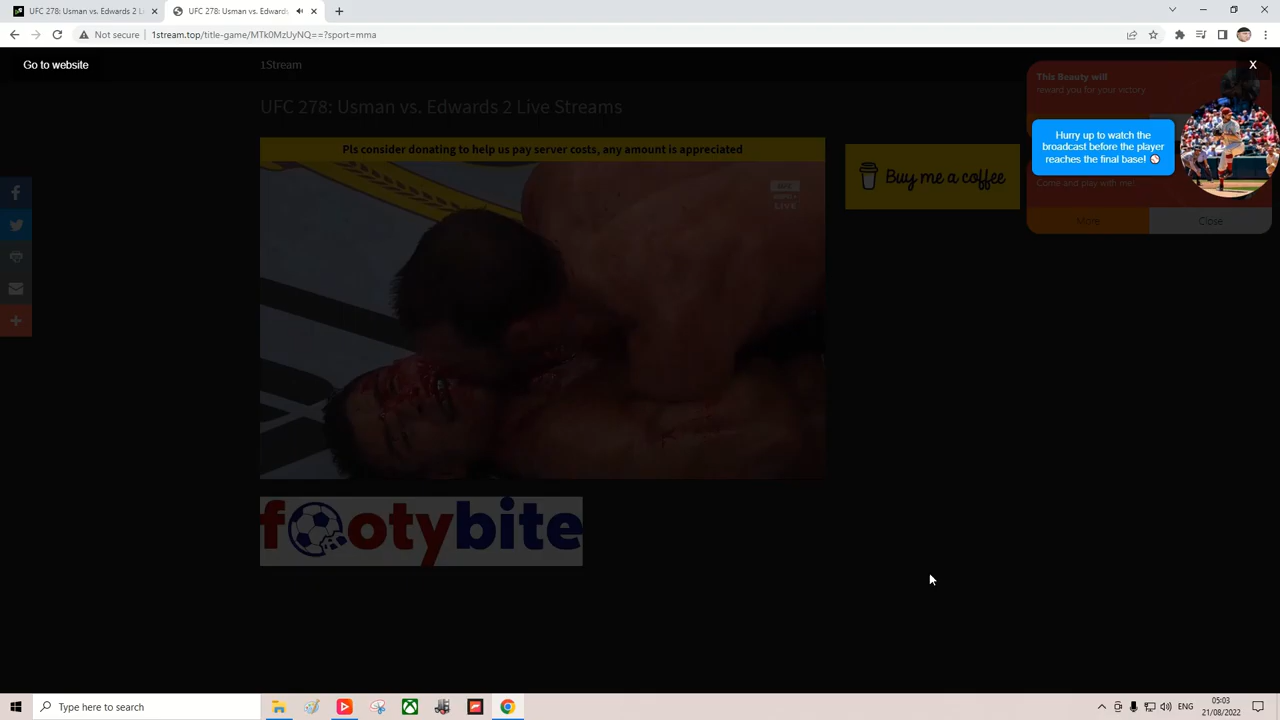 UFC 278: Usman vs. Edwards 2 Li
UFC 278: Usman vs. Edwards
Not secure
1stream.top/title-game/MTk0MzUyNQ==?sport=mma
Go to website
1Stream
X
This Beauty will
reward you for your victory
UFC 278: Usman vs. Edwards 2 Live Streams
Hurry up to watch the
broadcast before the player
reaches the final base!
Pls consider donating to help us pay server costs, any amount is appreciated
Buy me a coffee
Come and play with me!
LIVE
More
Close
footybite
Type here to search
ENG
05:03
21/08/2022